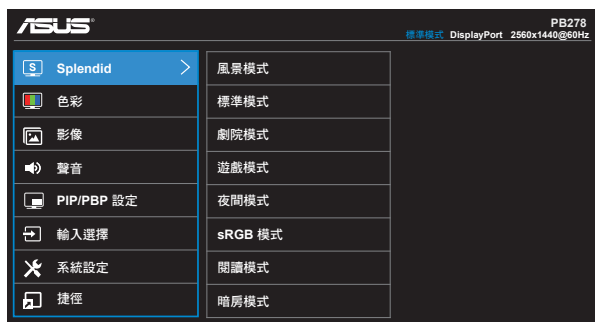 ASUS
PB278
標準模式 DisplayPort 2560x1440@60Hz
S Splendid
色彩
影像
聲音
PIP/PBP 設定
輸入選擇
系統設定
捷徑
風景模式
標準模式
劇院模式
遊戲模式
夜間模式
sRGB 模式
閱讀模式
暗房模式